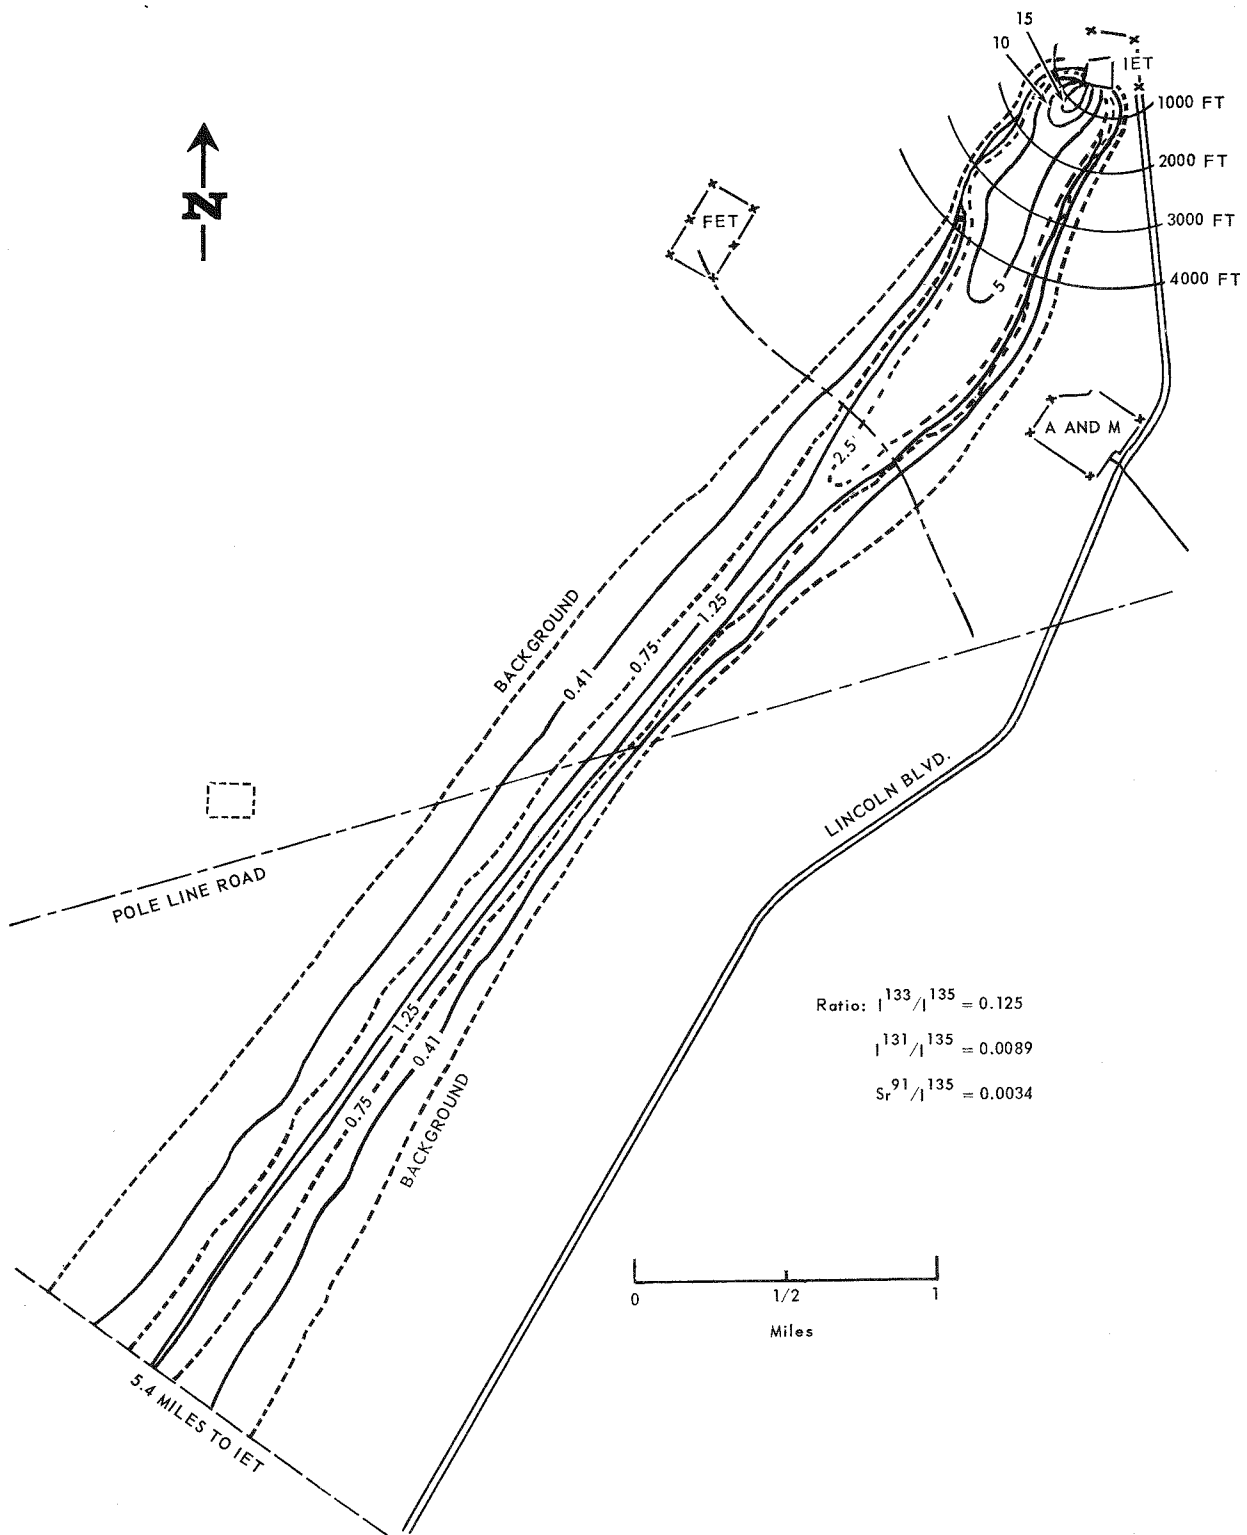 15
10
IET
1000 FT
2000 FT
3000 FT
4000 FT
N
FET
5
A AND M
2.5
BACKGROUND
1.25
0.75
0.41
LINCOLN BLVD.
POLE LINE ROAD
1.25
0.41
0.75
BACKGROUND
Ratio: I133/I135 = 0.125
I131/I135 = 0.0089
Sr91/I135 = 0.0034
0 1/2 1
Miles
5.4 MILES TO IET